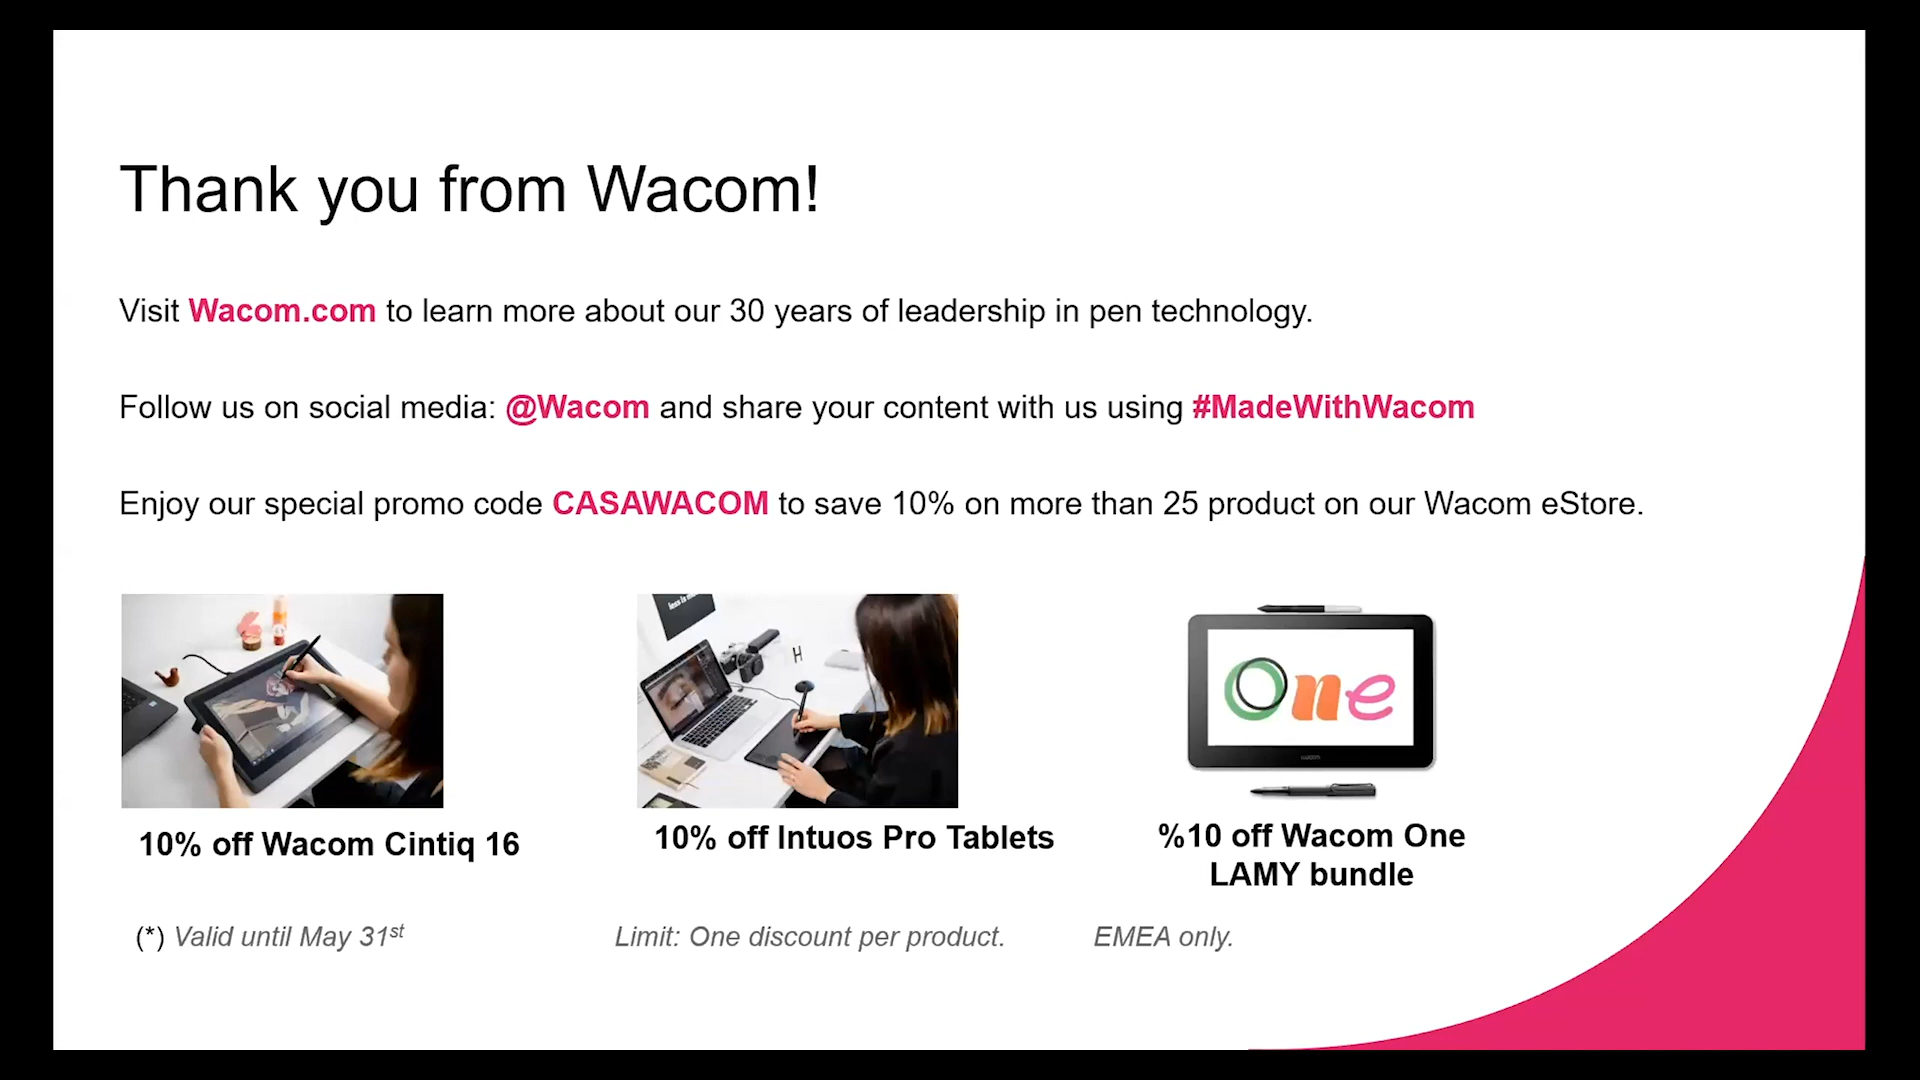 Thank you from Wacom!
Visit Wacom.com to learn more about our 30 years of leadership in pen technology.
Follow us on social media: @Wacom and share your content with us using #MadeWithWacom
Enjoy our special promo code CASAWACOM to save 10% on more than 25 product on our Wacom eStore.
H
One
wacom
10% off Wacom Cintiq 16
10% off Intuos Pro Tablets
%10 off Wacom One
LAMY bundle
(*) Valid until May 31st
Limit: One discount per product.
EMEA only.